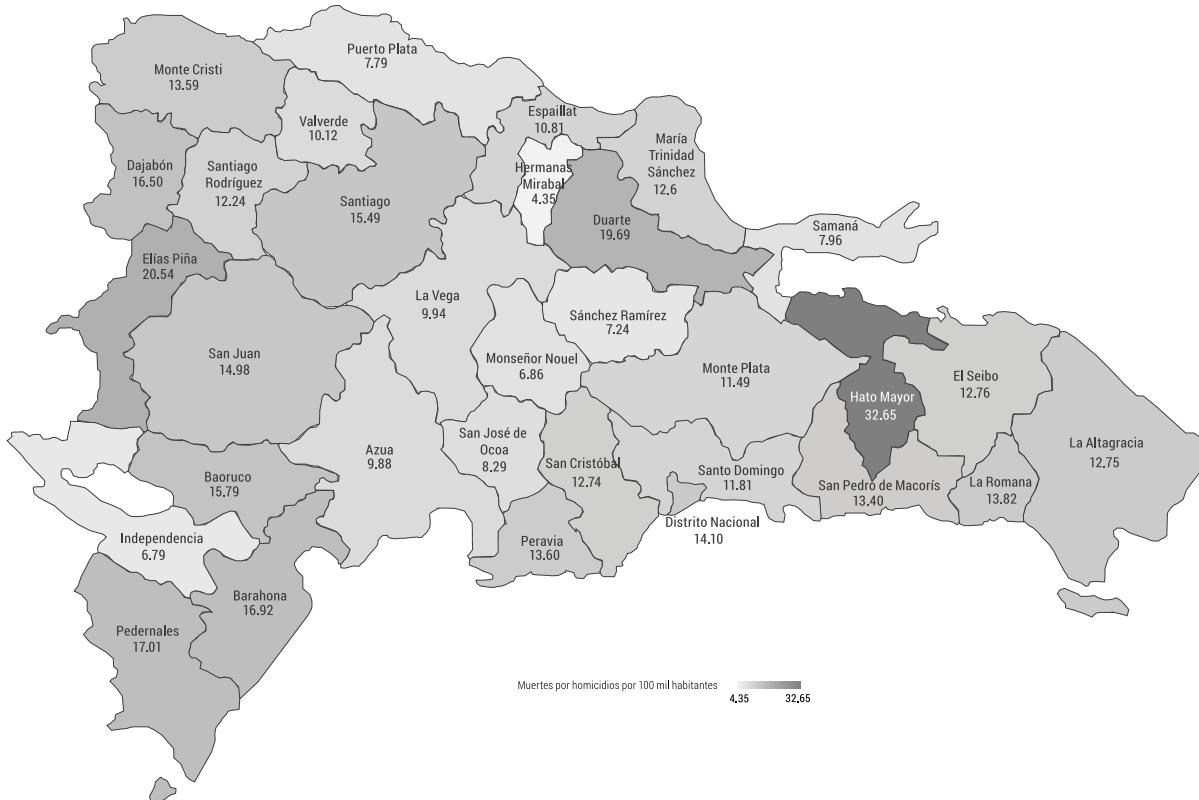 Puerto Plata
7.79
Monte Cristi
13.59
Valverde
10.12
Espaillat
10.81
María
Trinidad
Sánchez
12.6
Dajabón
16.50
Santiago
Rodríguez
12.24
Santiago
15.49
Hermanas
Mirabal
4.35
Duarte
19.69
Samaná
7.96
Elías Piña
20.54
La Vega
9.94
Sánchez Ramírez
7.24
San Juan
14.98
Monseñor Nouel
6.86
Monte Plata
11.49
El Seibo
12.76
Hato Mayor
32.65
La Altagracia
12.75
Azua
9.88
San José de
Ocoa
8.29
San Cristóbal
12.74
Santo Domingo
11.81
San Pedro de Macorís
13.40
La Romana
13.82
Baoruco
15.79
Distrito Nacional
14.10
Independencia
6.79
Peravia
13.60
Barahona
16.92
Pedernales
17.01
Muertes por homicidios por 100 mil habitantes
4.35 32.65